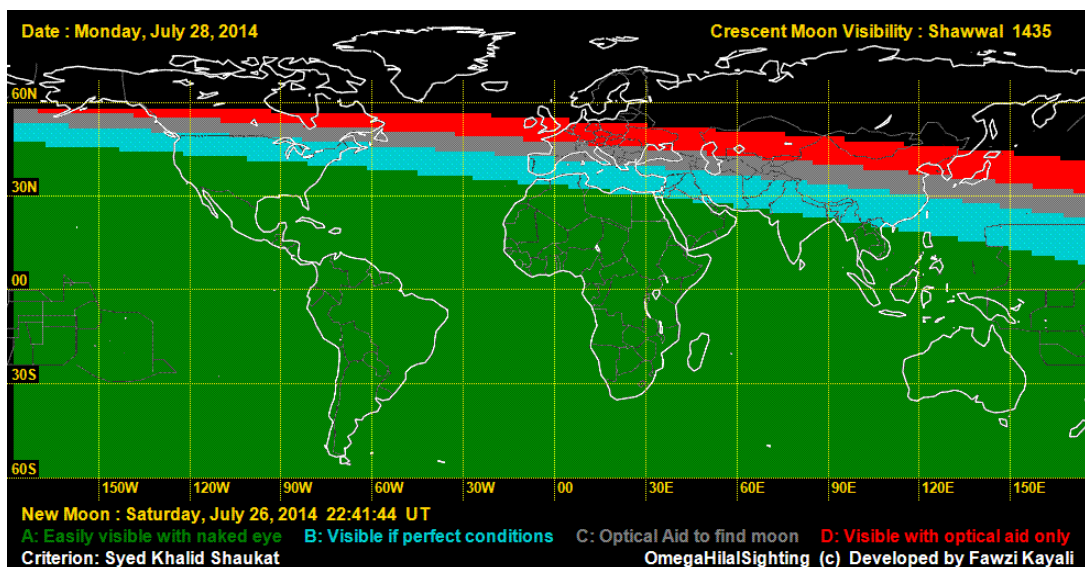 Date : Monday, July 28, 2014
Crescent Moon Visibility : Shawwal 1435
60N
30N
00
30S
60S
150W 120W 90W 60W 30W 00 30E 60E 90E 120E 150E
New Moon : Saturday, July 26, 2014 22:41:44 UT
A: Easily visible with naked eye B: Visible if perfect conditions C: Optical Aid to find moon D: Visible with optical aid only
Criterion: Syed Khalid Shaukat OmegaHilalSighting (c) Developed by Fawzi Kayali